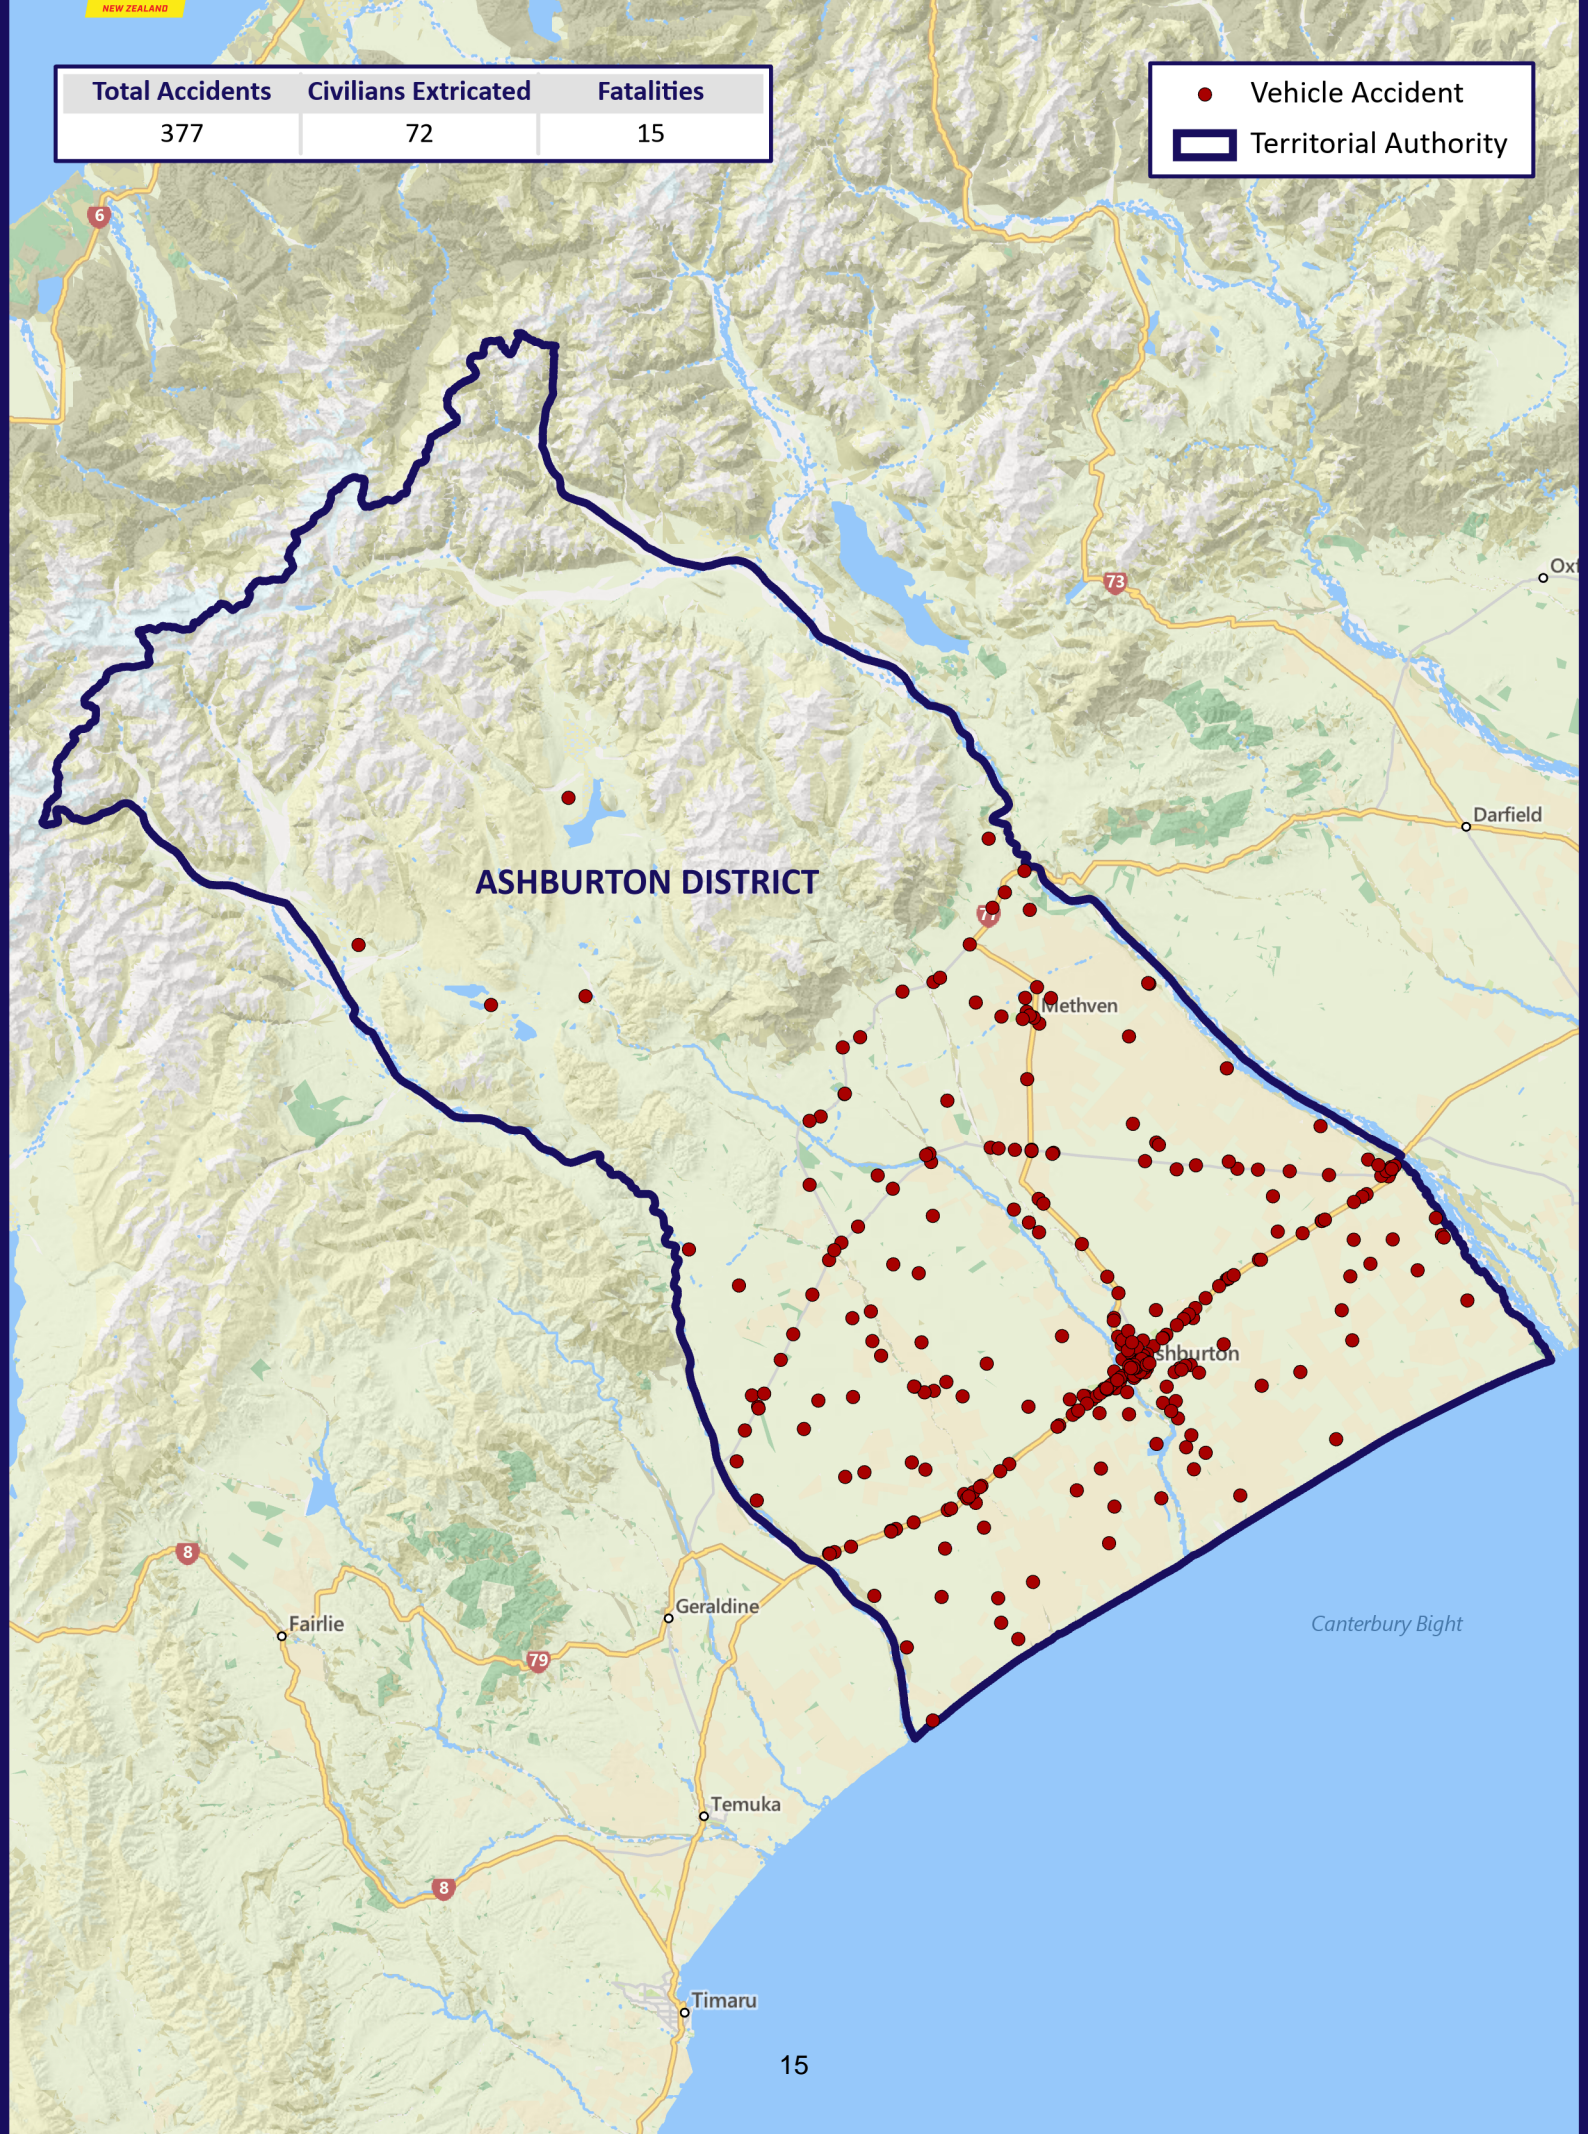 NEW ZEALAND
Total Accidents Civilians Extricated Fatalities
377 72 15
Vehicle Accident
Territorial Authority
6
73
Darfield
ASHBURTON DISTRICT
77
Methven
shburton
8
Geraldine
Fairlie
Canterbury Bight
79
Temuka
8
Timaru
15